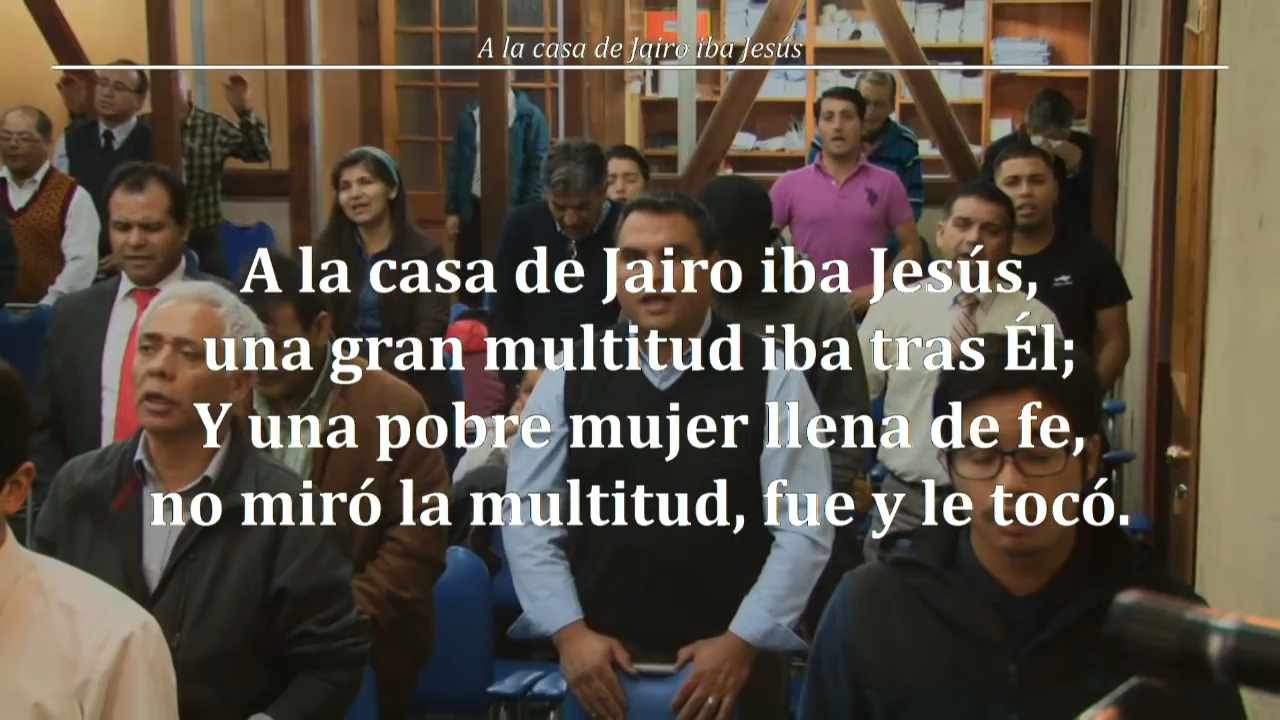 A la casa de Jairo iba Jesús
A la casa de Jairo iba Jesús,
una gran multitud iba tras Él;
Y una pobre mujer llena de fe,
no miró la multitud, fue y le tocó.